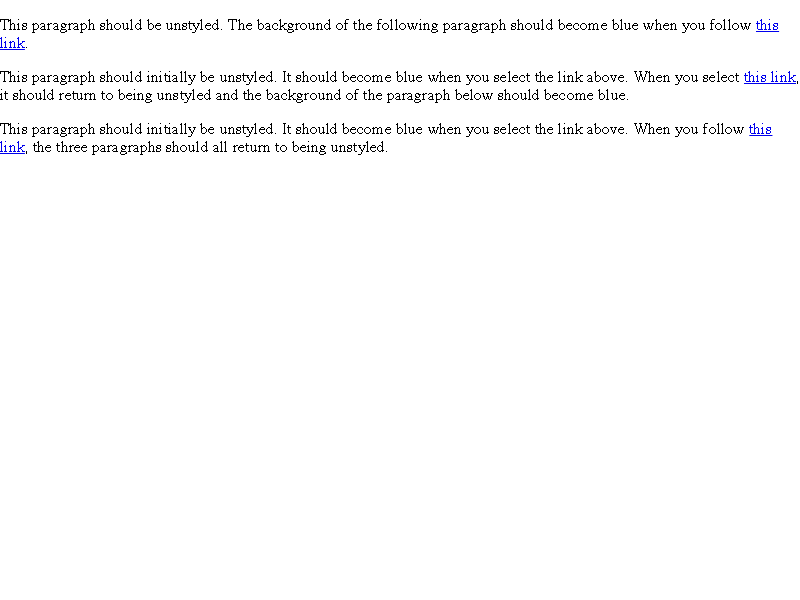 This paragraph should be unstyled. The background of the following paragraph should become blue when you follow this
link.
This paragraph should initially be unstyled. It should become blue when you select the link above. When you select this link,
it should return to being unstyled and the background of the paragraph below should become blue.
This paragraph should initially be unstyled. It should become blue when you select the link above. When you follow this
link, the three paragraphs should all return to being unstyled.